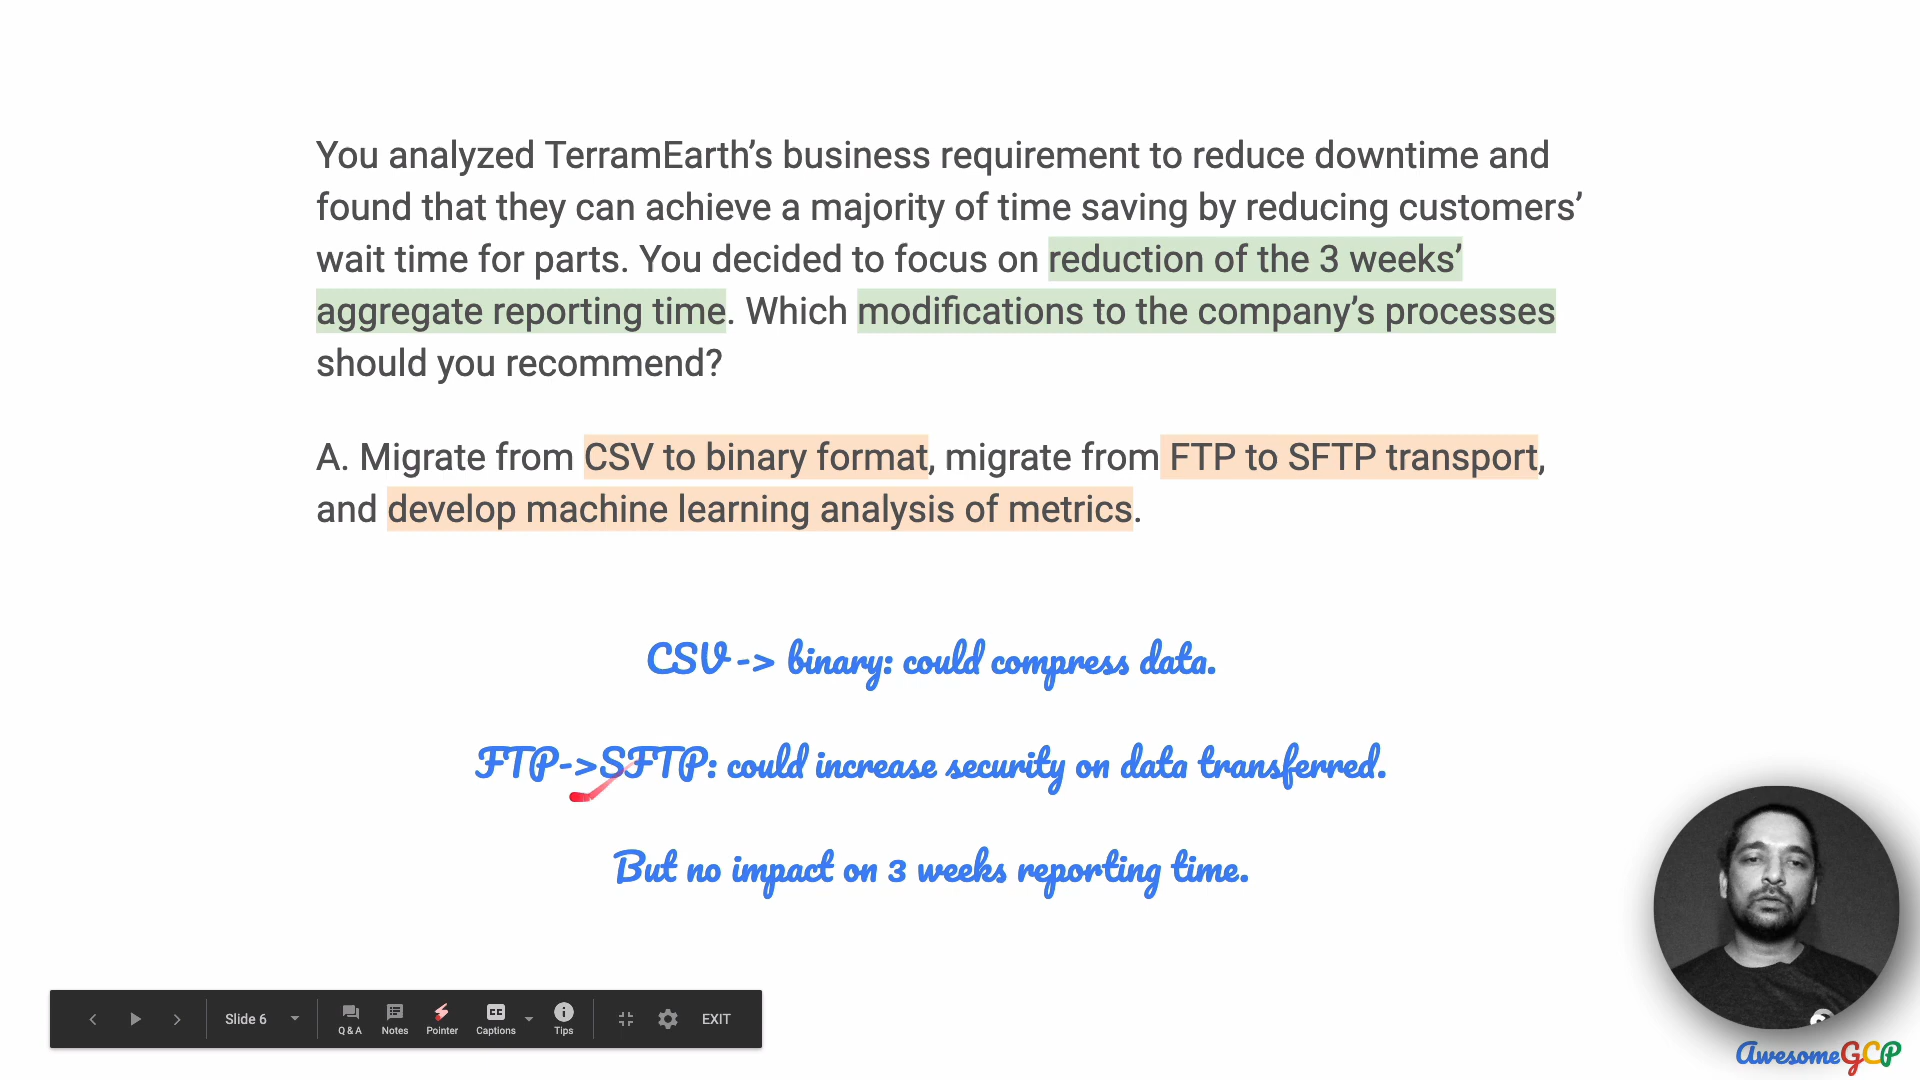 You analyzed TerramEarth’s business requirement to reduce downtime and
found that they can achieve a majority of time saving by reducing customers’
wait time for parts. You decided to focus on reduction of the 3 weeks’
aggregate reporting time. Which modifications to the company’s processes
should you recommend?
A. Migrate from CSV to binary format, migrate from FTP to SFTP transport,
and develop machine learning analysis of metrics.
CSV -> binary: could compress data.
FTP->SFTP: could increase security on data transferred.
But no impact on 3 weeks reporting time.
Slide 6
Q & A Notes Pointer Captions Tips
EXIT
AwesomeGCP